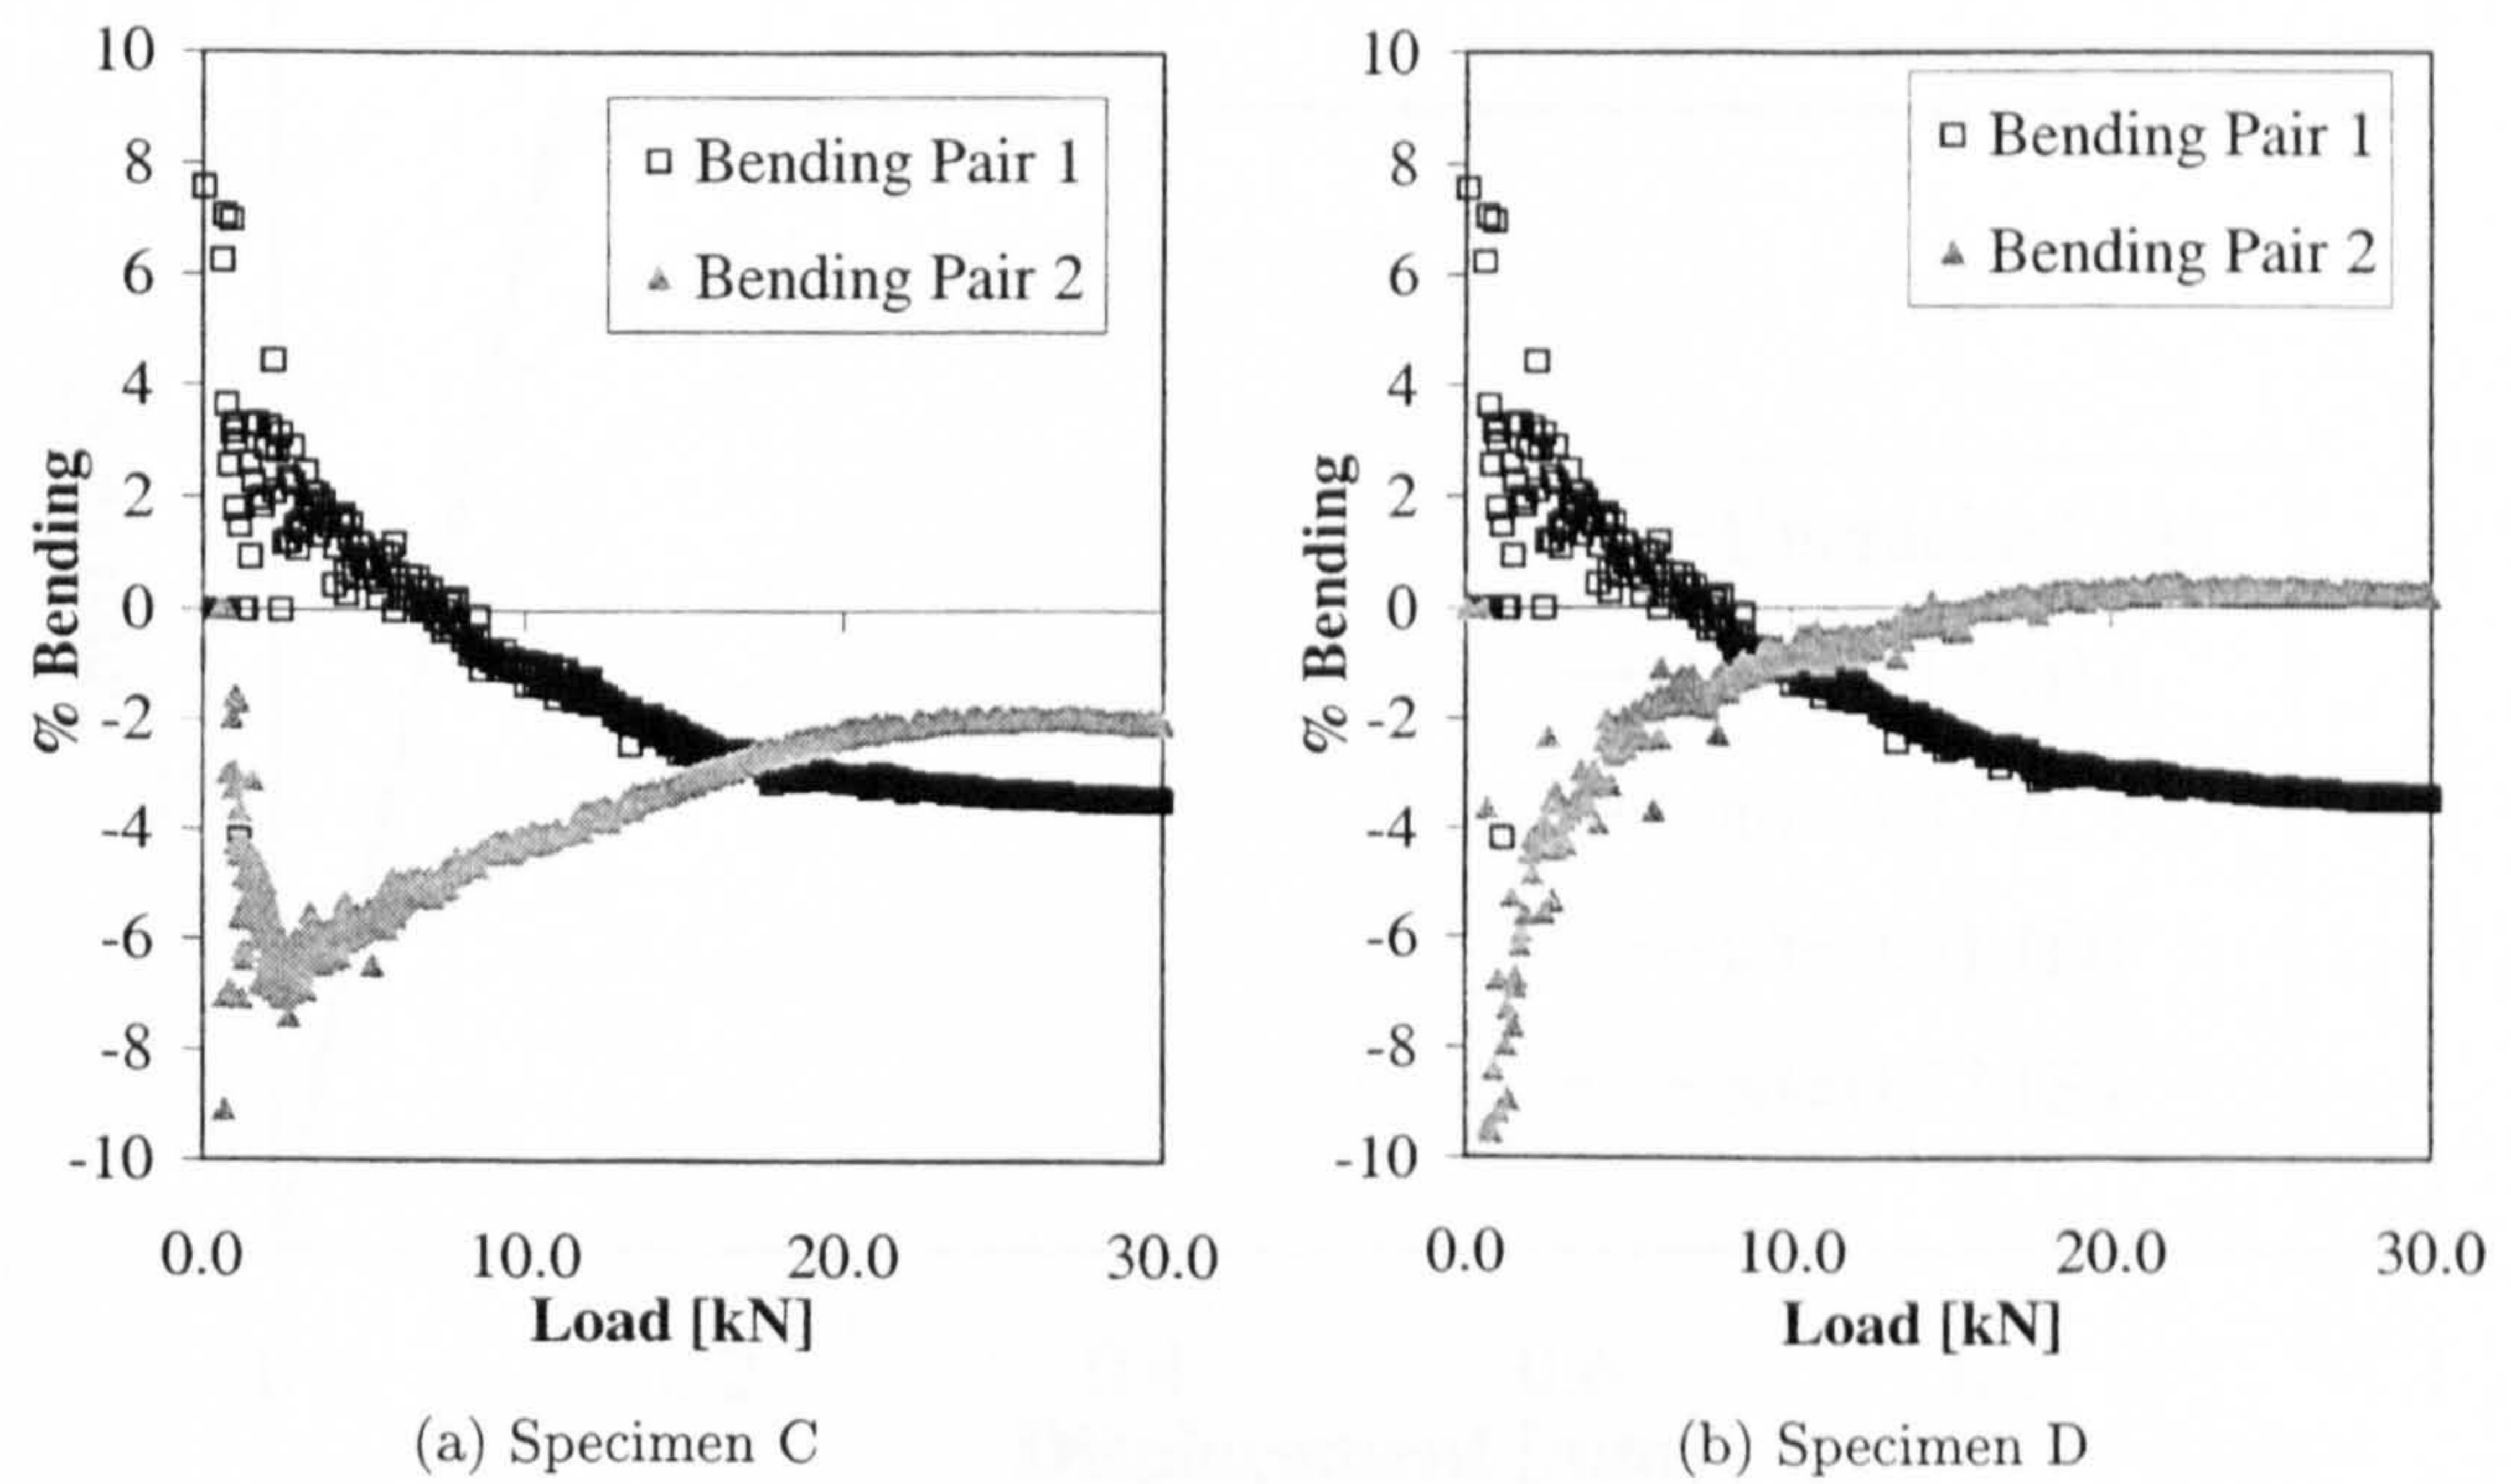 10
8
6
4
2
0
-2
-4
-6
-8
-10
% Bending
Bending Pair 1
Bending Pair 2
0.0 10.0 20.0 30.0
Load [kN]
(a) Specimen C
10
8
6
4
2
0
-2
-4
-6
-8
-10
% Bending
Bending Pair 1
Bending Pair 2
0.0 10.0 20.0 30.0
Load [kN]
(b) Specimen D